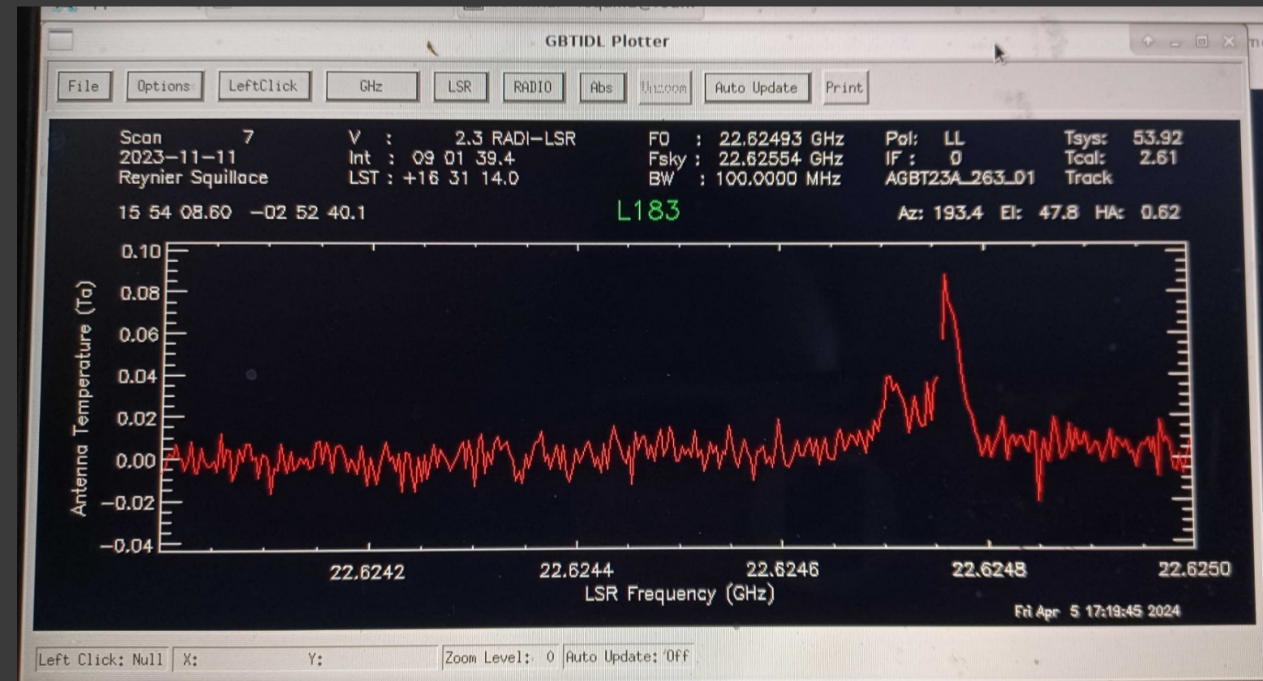 GBTIDL Plotter
File Options LeftClick GHz LSR RADIO Abs Unzoom Auto Update Print
Scan 7 V : 2.3 RADI-LSR F0 : 22.62493 GHz Pol: LL Tsys: 53.92
2023-11-11 Int : 09 01 39.4 Fsky : 22.62554 GHz IF : 0 Tcal: 2.61
Reynier Squillace LST : +16 31 14.0 BW : 100.0000 MHz AGBT23A_263_01 Track
15 54 08.60 -02 52 40.1 L183 Az: 193.4 El: 47.8 HA: 0.62
0.10
0.08
0.06
0.04
0.02
0.00
-0.02
-0.04
Antenna Temperature (Ta)
22.6242 22.6244 22.6246 22.6248 22.6250
LSR Frequency (GHz)
Fri Apr 5 17:19:45 2024
Left Click: Null X: Y: Zoom Level: 0 Auto Update: Off